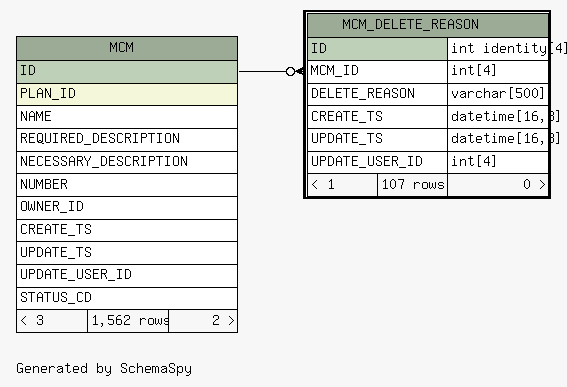 MCM
ID
PLAN_ID
NAME
REQUIRED_DESCRIPTION
NECESSARY_DESCRIPTION
NUMBER
OWNER_ID
CREATE_TS
UPDATE_TS
UPDATE_USER_ID
STATUS_CD
< 3 1,562 rows 2 >
MCM_DELETE_REASON
ID int identity[4]
MCM_ID int[4]
DELETE_REASON varchar[500]
CREATE_TS datetime[16,3]
UPDATE_TS datetime[16,3]
UPDATE_USER_ID int[4]
< 1 107 rows 0 >
Generated by SchemaSpy